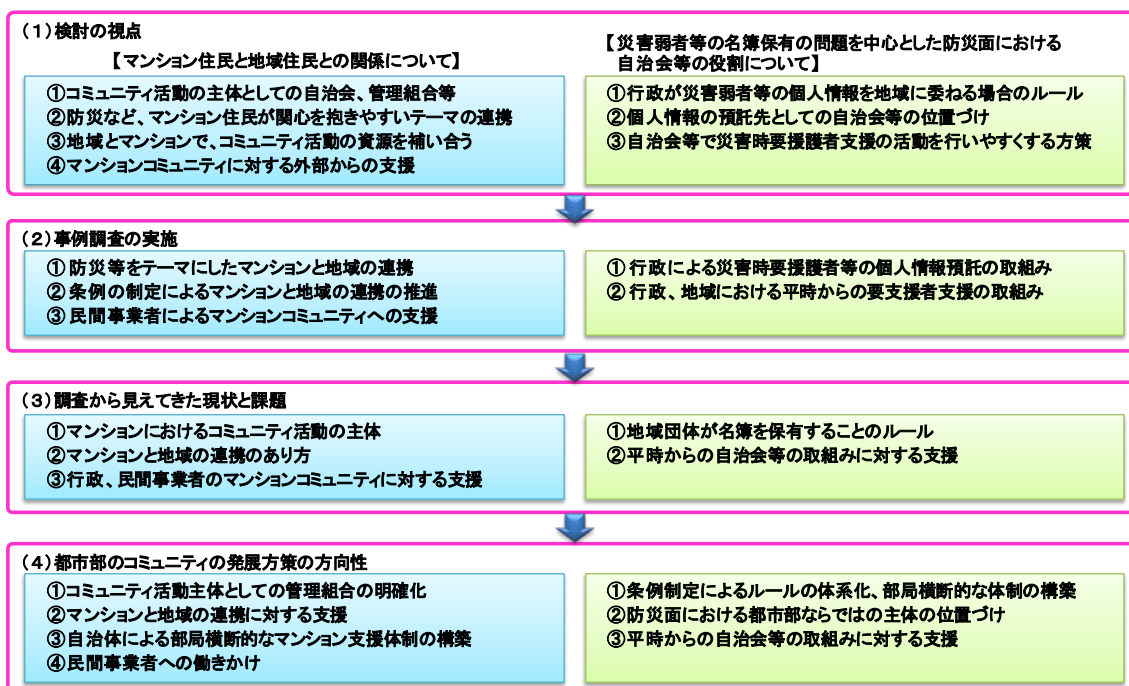 (1)検討の視点
【マンション住民と地域住民との関係について】
①コミュニティ活動の主体としての自治会、管理組合等
②防災など、マンション住民が関心を抱きやすいテーマの連携
③地域とマンションで、コミュニティ活動の資源を補い合う
④マンションコミュニティに対する外部からの支援
【災害弱者等の名簿保有の問題を中心とした防災面における
自治会等の役割について】
①行政が災害弱者等の個人情報を地域に委ねる場合のルール
②個人情報の預託先としての自治会等の位置づけ
③自治会等で災害時要援護者支援の活動を行いやすくする方策
(2)事例調査の実施
① 防災等をテーマにしたマンションと地域の連携
② 条例の制定によるマンションと地域の連携の推進
③ 民間事業者によるマンションコミュニティへの支援
① 行政による災害時要援護者等の個人情報預託の取組み
② 行政、地域における平時からの要支援者支援の取組み
(3)調査から見えてきた現状と課題
①マンションにおけるコミュニティ活動の主体
②マンションと地域の連携のあり方
③行政、民間事業者のマンションコミュニティに対する支援
①地域団体が名簿を保有することのルール
②平時からの自治会等の取組みに対する支援
(4)都市部のコミュニティの発展方策の方向性
①コミュニティ活動主体としての管理組合の明確化
②マンションと地域の連携に対する支援
③自治体による部局横断的なマンション支援体制の構築
④民間事業者への働きかけ
①条例制定によるルールの体系化、部局横断的な体制の構築
②防災面における都市部ならではの主体の位置づけ
③平時からの自治会等の取組みに対する支援